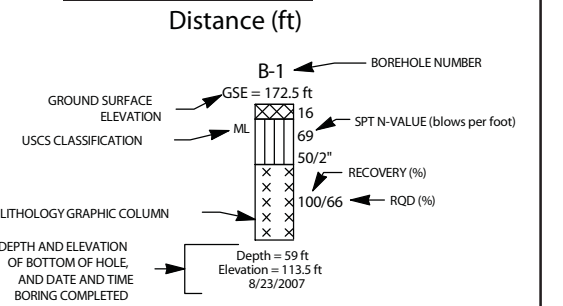 Distance (ft)
B-1
BOREHOLE NUMBER
GSE = 172.5 ft
GROUND SURFACE
ELEVATION
16
ML
SPT N-VALUE (blows per foot)
69
USCS CLASSIFICATION
50/2"
RECOVERY (%)
100/66
RQD (%)
LITHOLOGY GRAPHIC COLUMN
DEPTH AND ELEVATION
OF BOTTOM OF HOLE,
AND DATE AND TIME
BORING COMPLETED
Depth = 59 ft
Elevation = 113.5 ft
8/23/2007